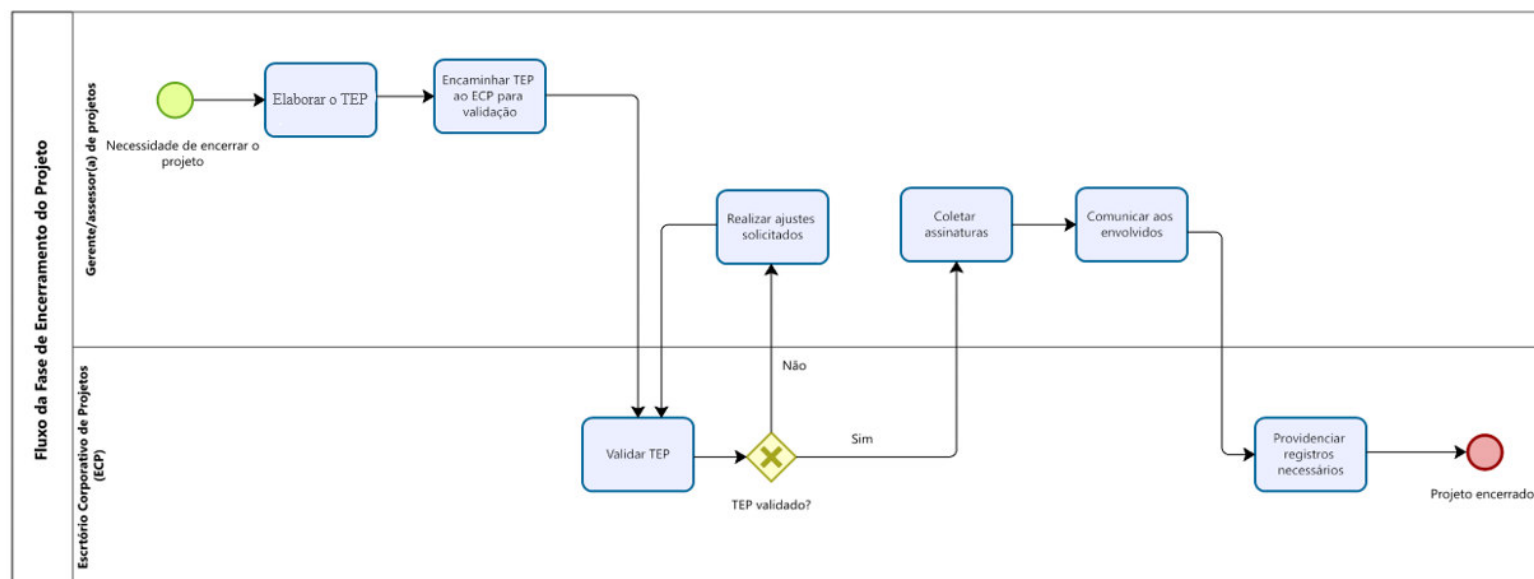 Fluxo da Fase de Encerramento do Projeto
Gerente/assessor(a) de projetos
Necessidade de encerrar o
projeto
Elaborar o TEP
Encaminhar TEP
ao ECP para
validação
Realizar ajustes
solicitados
Coletar
assinaturas
Comunicar aos
envolvidos
Escrtório Corporativo de Projetos
(ECP)
Validar TEP
TEP validado?
Não
Sim
Providenciar
registros
necessários
Projeto encerrado